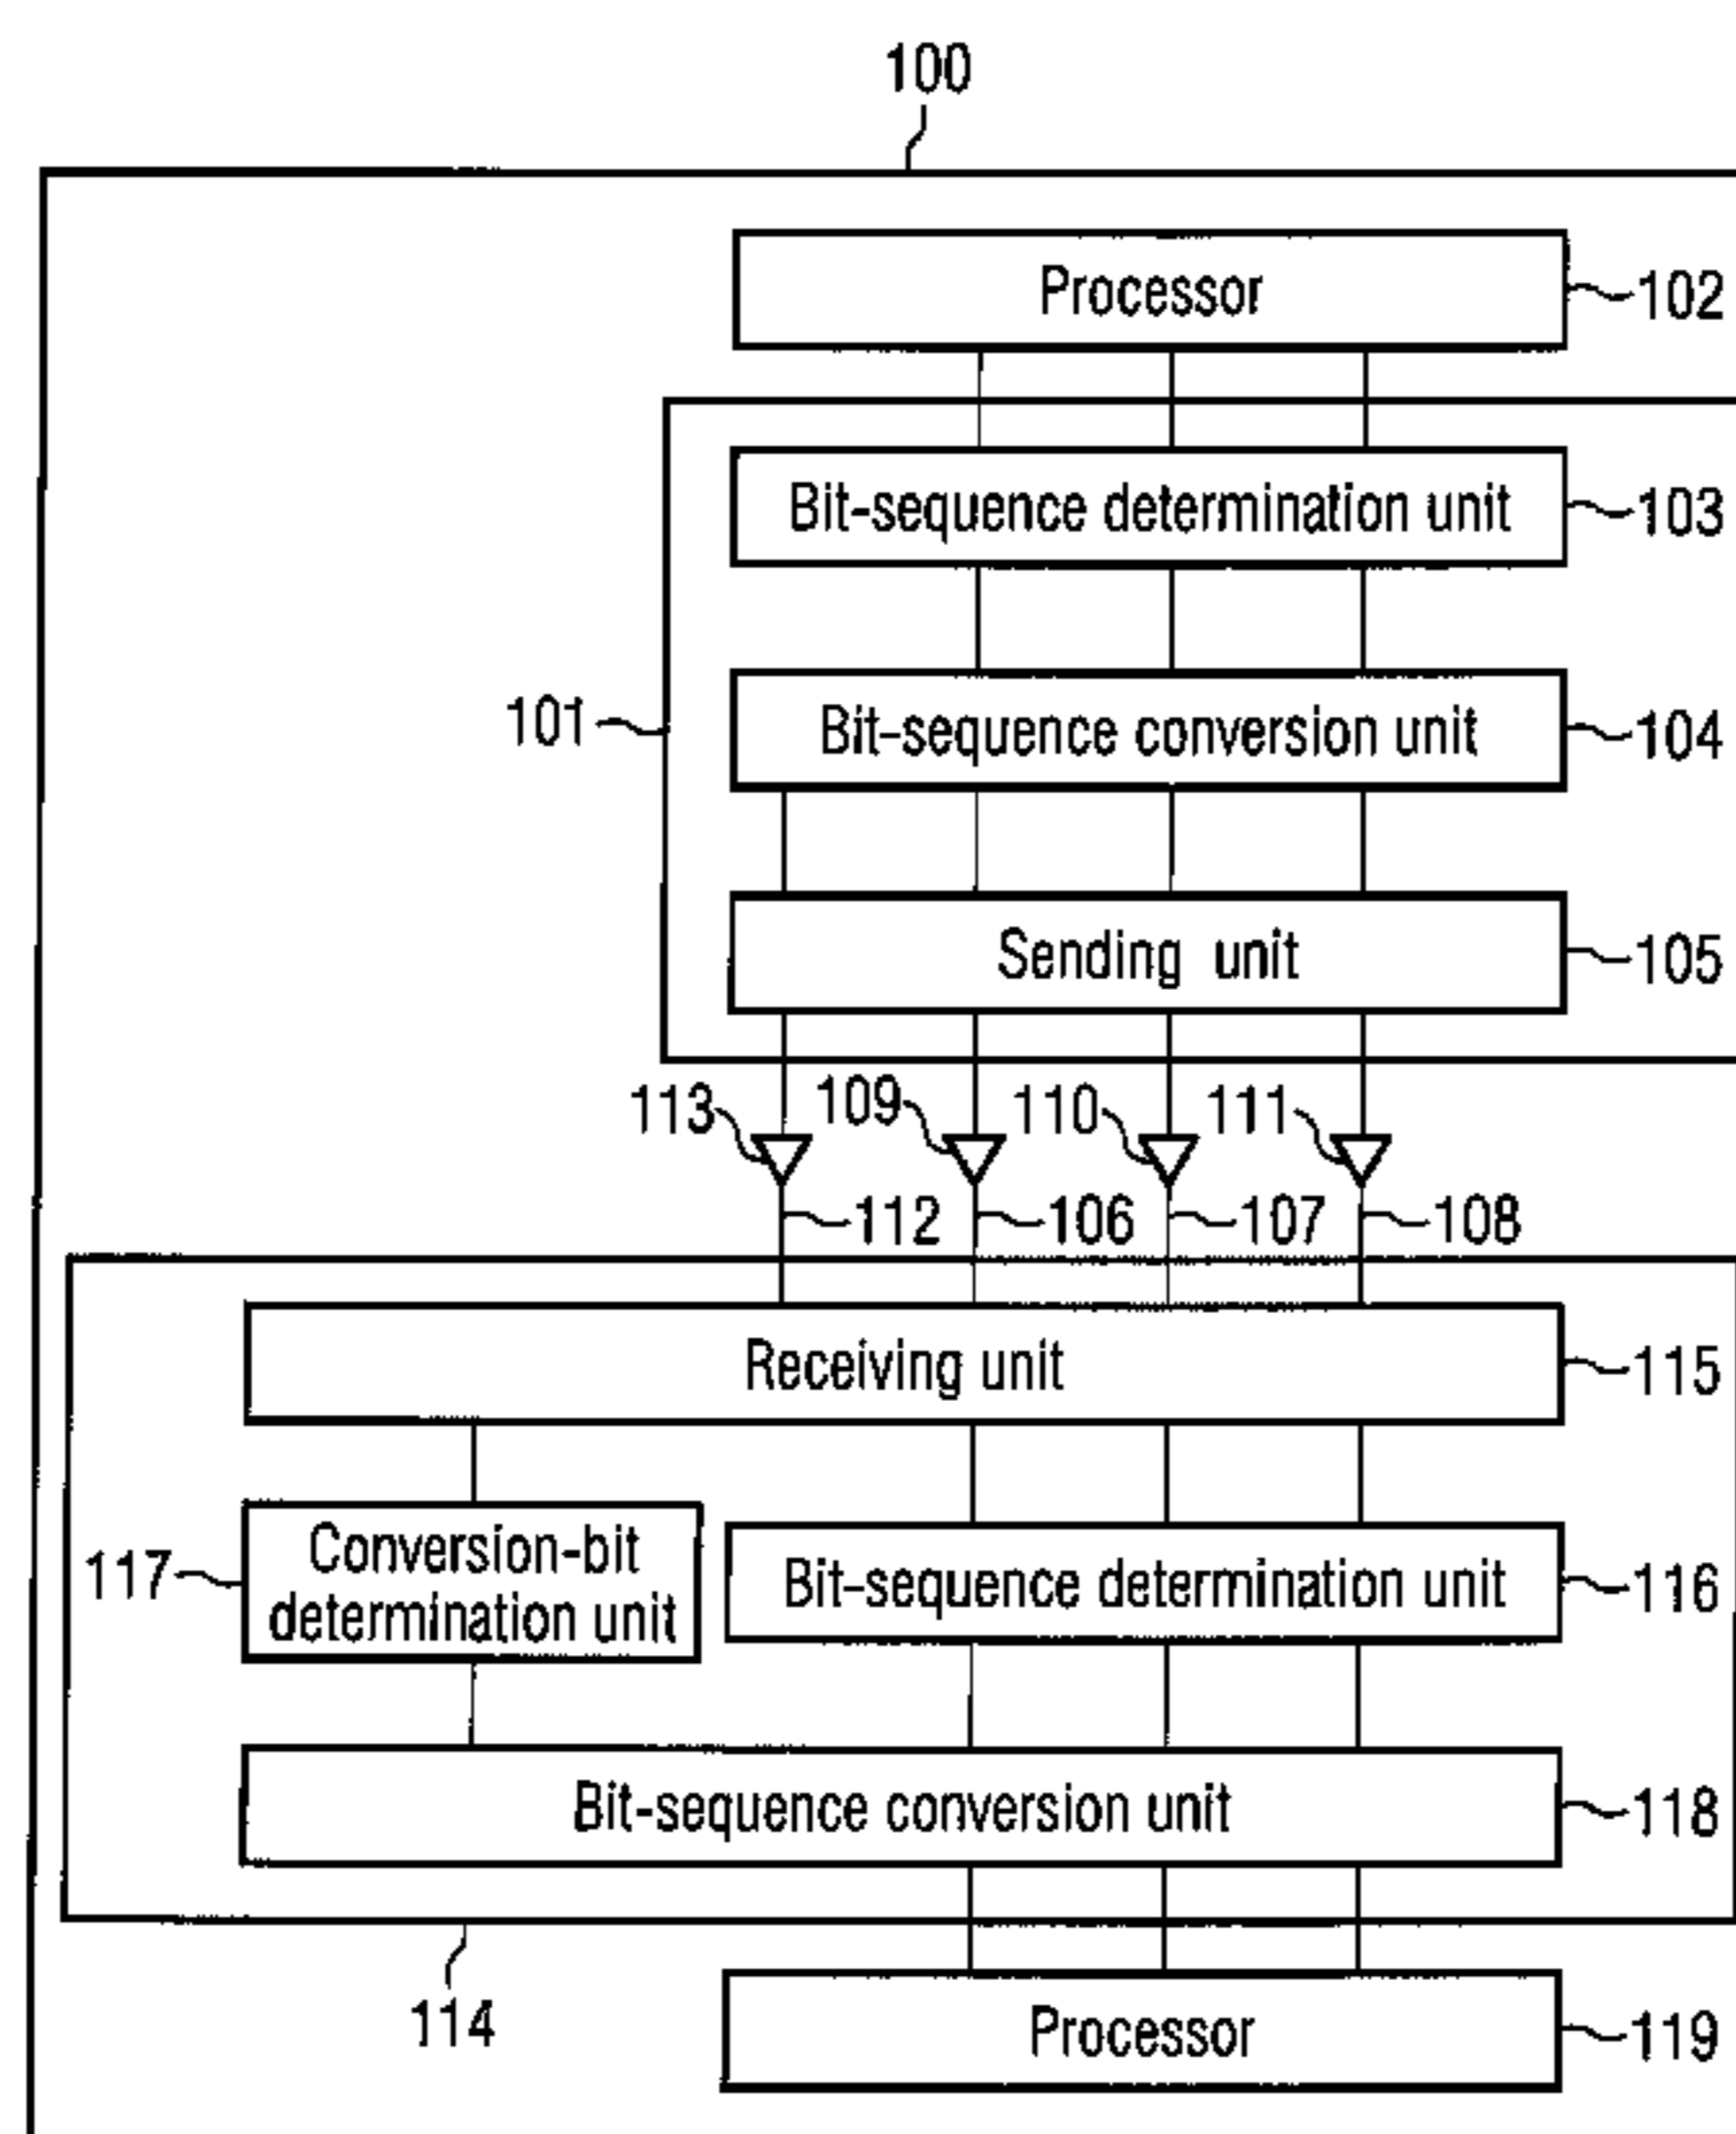 100
Processor
102
Bit-sequence determination unit
103
101
Bit-sequence conversion unit
104
Sending unit
105
113
109
110
111
112
106
107
108
Receiving unit
115
117
Conversion-bit
determination unit
Bit-sequence determination unit
116
Bit-sequence conversion unit
118
114
Processor
119